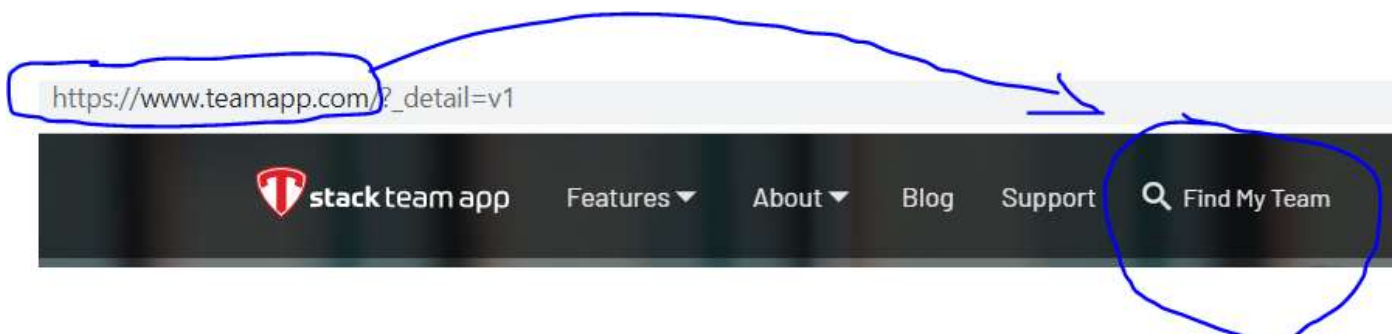 https://www.teamapp.com/?_detail=v1
stack team app Features About Blog Support Find My Team